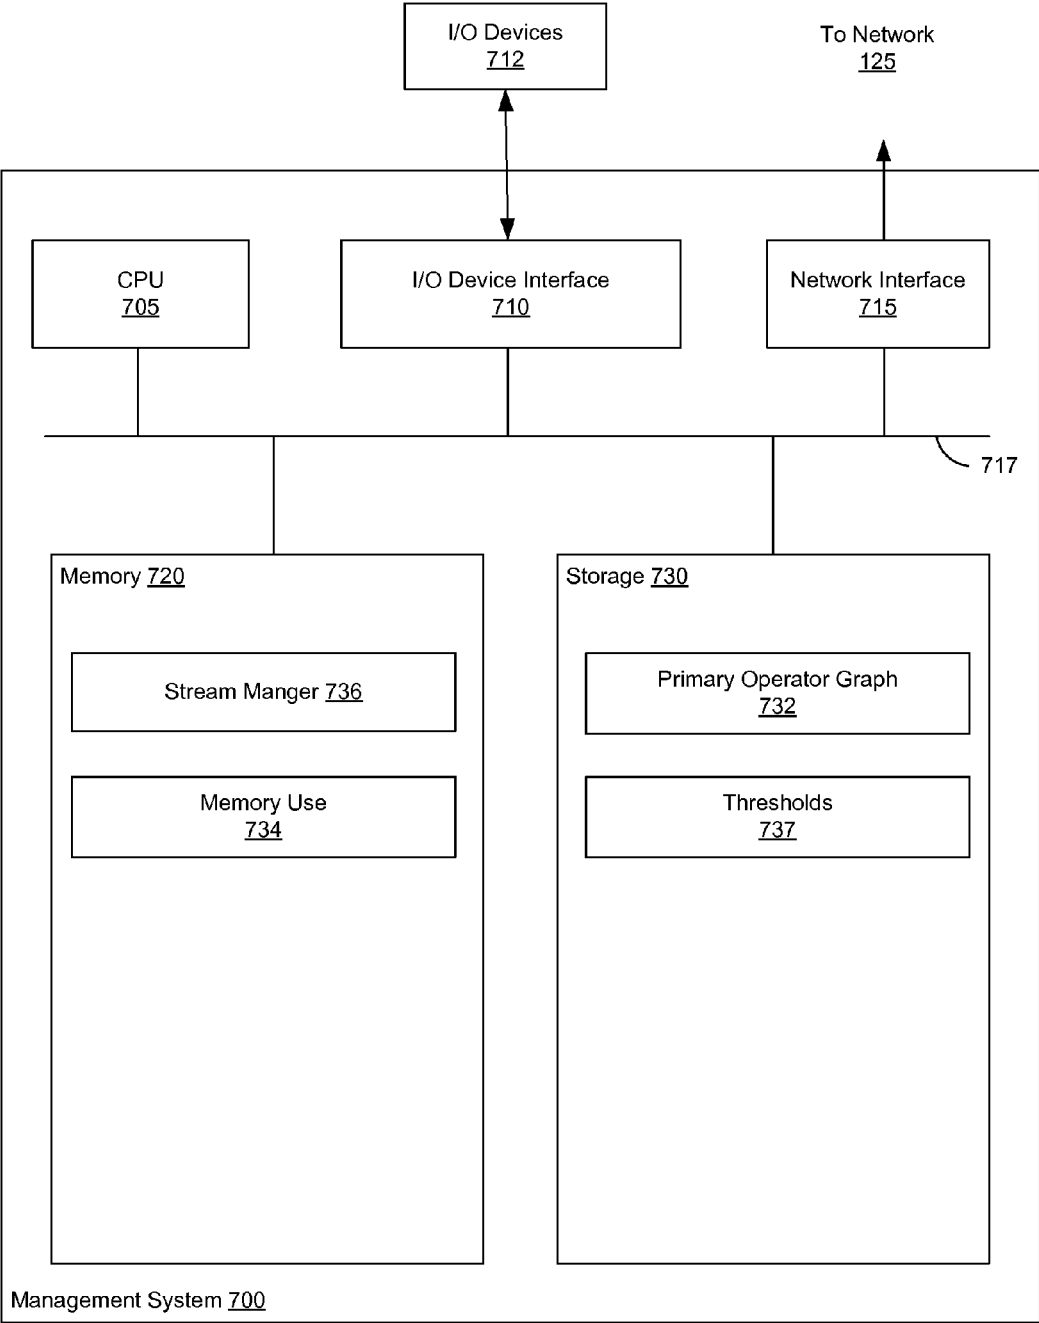 I/O Devices
712
To Network
125
CPU
705
I/O Device Interface
710
Network Interface
715
717
Memory 720
Stream Manger 736
Memory Use
734
Storage 730
Primary Operator Graph
732
Thresholds
737
Management System 700